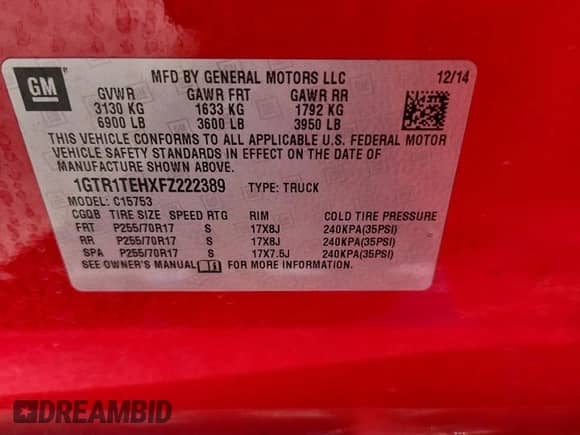 GM
MFD BY GENERAL MOTORS LLC 12/14
GVWR GAWR FRT GAWR RR
3130 KG 1633 KG 1792 KG
6900 LB 3600 LB 3950 LB
THIS VEHICLE CONFORMS TO ALL APPLICABLE U.S. FEDERAL MOTOR
VEHICLE SAFETY STANDARDS IN EFFECT ON THE DATE OF
MANUFACTURE SHOWN ABOVE.
1GTR1TEHXFZ222389 TYPE: TRUCK
MODEL: C15753
CGQB TIRE SIZE SPEED RTG RIM COLD TIRE PRESSURE
FRT P255/70R17 S 17X8J 240KPA(35PSI)
RR P255/70R17 S 17X8J 240KPA(35PSI)
SPA P255/70R17 S 17X7.5J 240KPA(35PSI)
SEE OWNER'S MANUAL FOR MORE INFORMATION.
DREAMBID